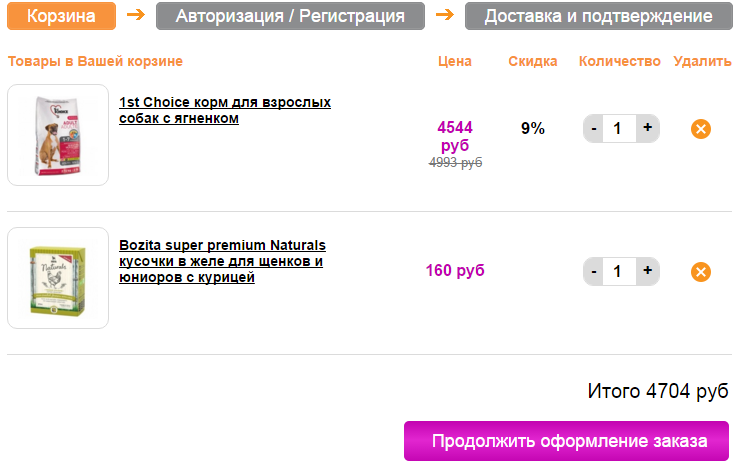 Корзина → Авторизация / Регистрация → Доставка и подтверждение
Товары в Вашей корзине Цена Скидка Количество Удалить
1st Choice корм для взрослых
собак с ягненком
4544
руб
4993 руб
9%
- 1 +
Bozita super premium Naturals
кусочки в желе для щенков и
юниоров с курицей
160 руб
- 1 +
Итого 4704 руб
Продолжить оформление заказа